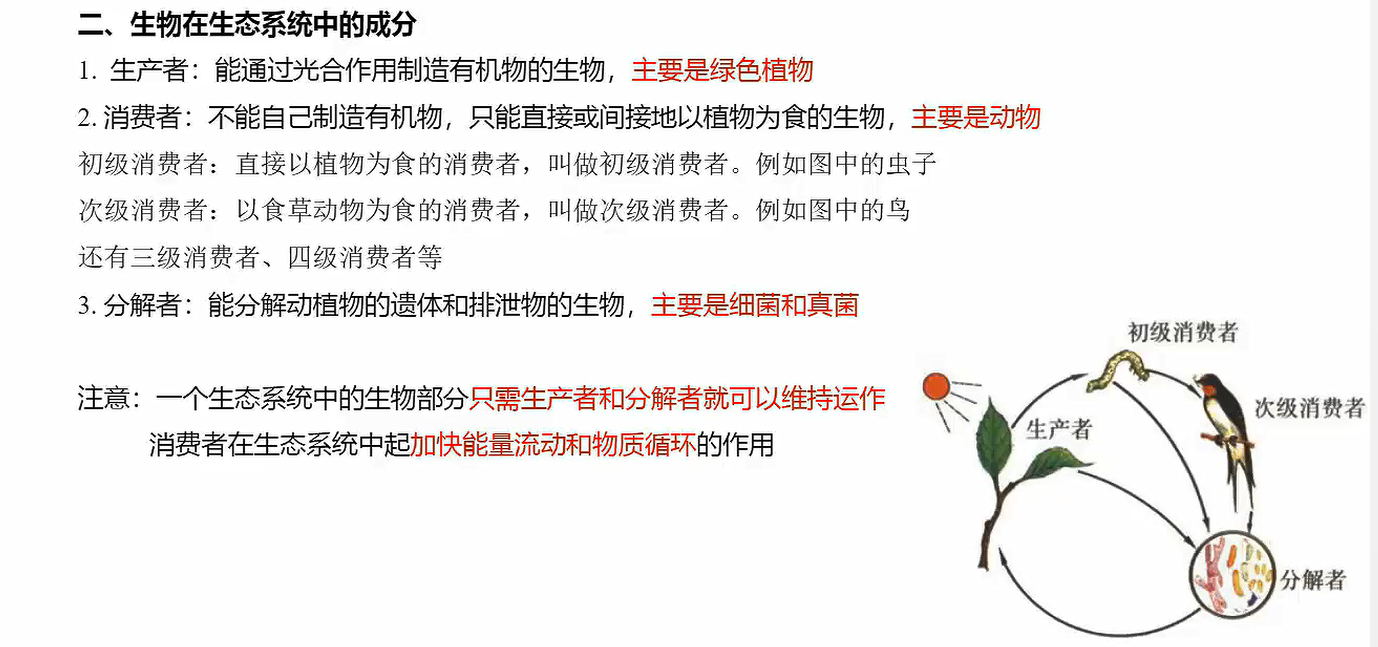 二、生物在生态系统中的成分
1. 生产者：能通过光合作用制造有机物的生物，主要是绿色植物
2. 消费者：不能自己制造有机物，只能直接或间接地以植物为食的生物，主要是动物
初级消费者：直接以植物为食的消费者，叫做初级消费者。例如图中的虫子
次级消费者：以食草动物为食的消费者，叫做次级消费者。例如图中的鸟
还有三级消费者、四级消费者等
3. 分解者：能分解动植物的遗体和排泄物的生物，主要是细菌和真菌
初级消费者
注意：一个生态系统中的生物部分只需生产者和分解者就可以维持运作
次级消费者
生产者
消费者在生态系统中起加快能量流动和物质循环的作用
分解者